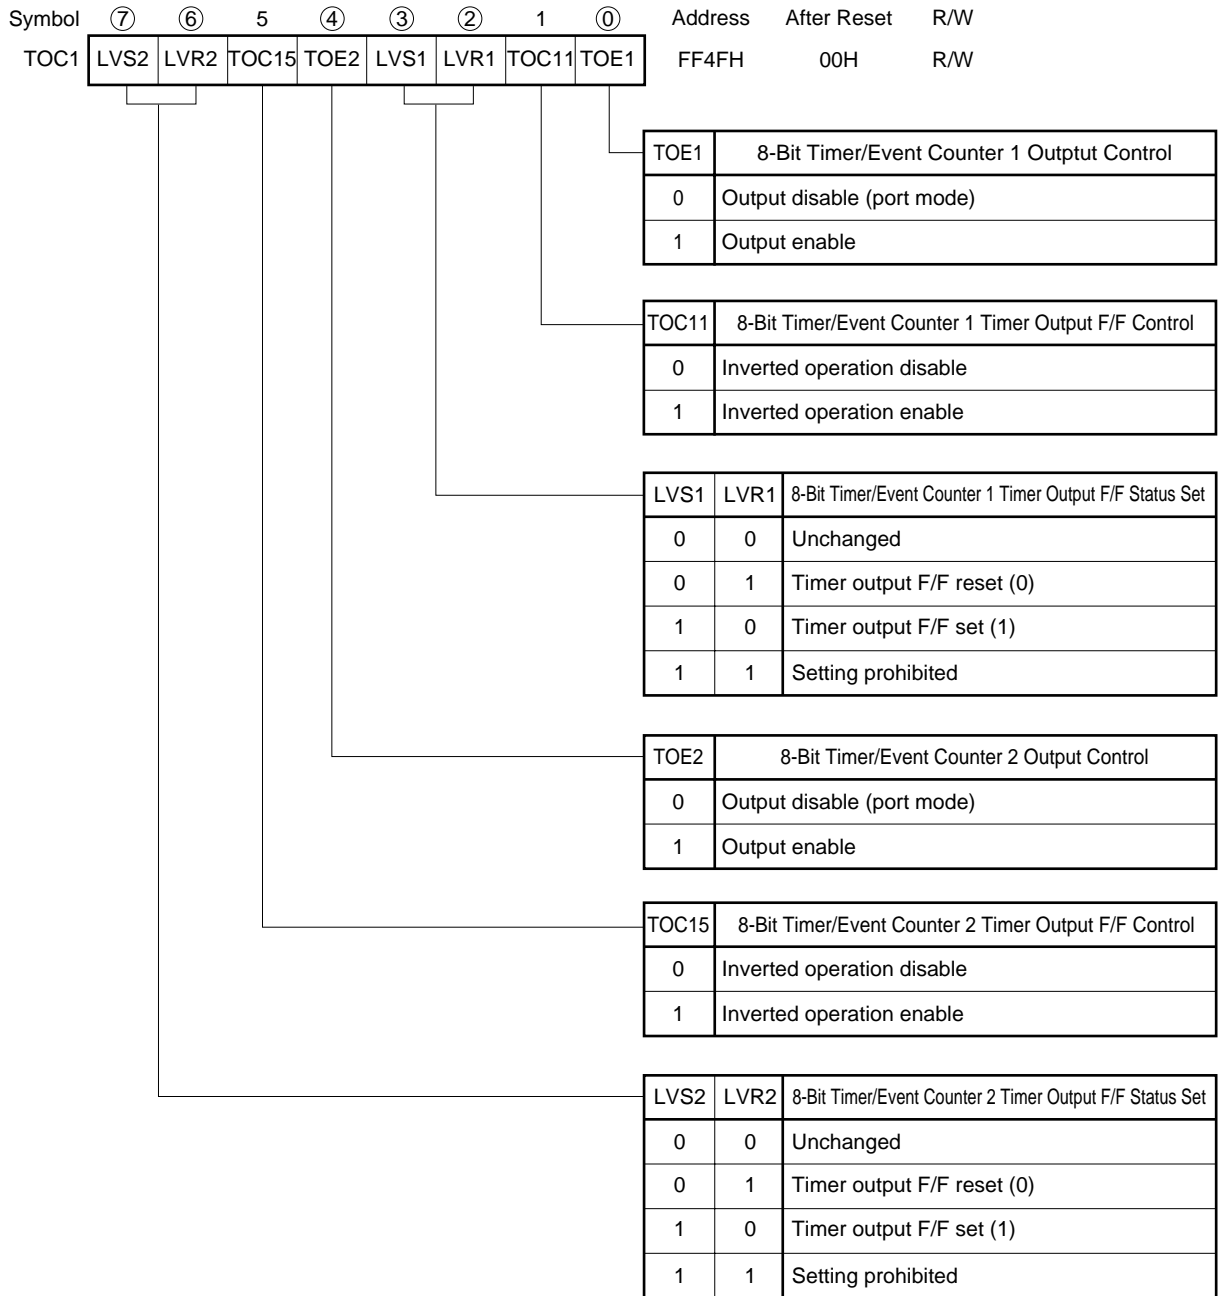 Symbol ⑦ ⑥ 5 ④ ③ ② 1 ⓪ Address After Reset R/W
TOC1 LVS2 LVR2 TOC15 TOE2 LVS1 LVR1 TOC11 TOE1 FF4FH 00H R/W
TOE1 8-Bit Timer/Event Counter 1 Outptut Control
0 Output disable (port mode)
1 Output enable
TOC11 8-Bit Timer/Event Counter 1 Timer Output F/F Control
0 Inverted operation disable
1 Inverted operation enable
LVS1 LVR1 8-Bit Timer/Event Counter 1 Timer Output F/F Status Set
0 0 Unchanged
0 1 Timer output F/F reset (0)
1 0 Timer output F/F set (1)
1 1 Setting prohibited
TOE2 8-Bit Timer/Event Counter 2 Output Control
0 Output disable (port mode)
1 Output enable
TOC15 8-Bit Timer/Event Counter 2 Timer Output F/F Control
0 Inverted operation disable
1 Inverted operation enable
LVS2 LVR2 8-Bit Timer/Event Counter 2 Timer Output F/F Status Set
0 0 Unchanged
0 1 Timer output F/F reset (0)
1 0 Timer output F/F set (1)
1 1 Setting prohibited